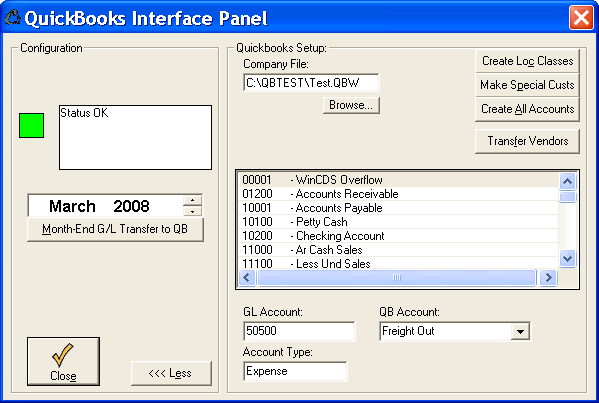 QuickBooks Interface Panel
Configuration
Status OK
March 2008
Month-End G/L Transfer to QB
Close
<<< Less
Quickbooks Setup:
Company File:
C:\QBTEST\Test.QBW
Browse...
Create Loc Classes
Make Special Custs
Create All Accounts
Transfer Vendors
00001 - WinCDS Overflow
01200 - Accounts Receivable
10001 - Accounts Payable
10100 - Petty Cash
10200 - Checking Account
11000 - Ar Cash Sales
11100 - Less Und Sales
GL Account:
50500
QB Account:
Freight Out
Account Type:
Expense